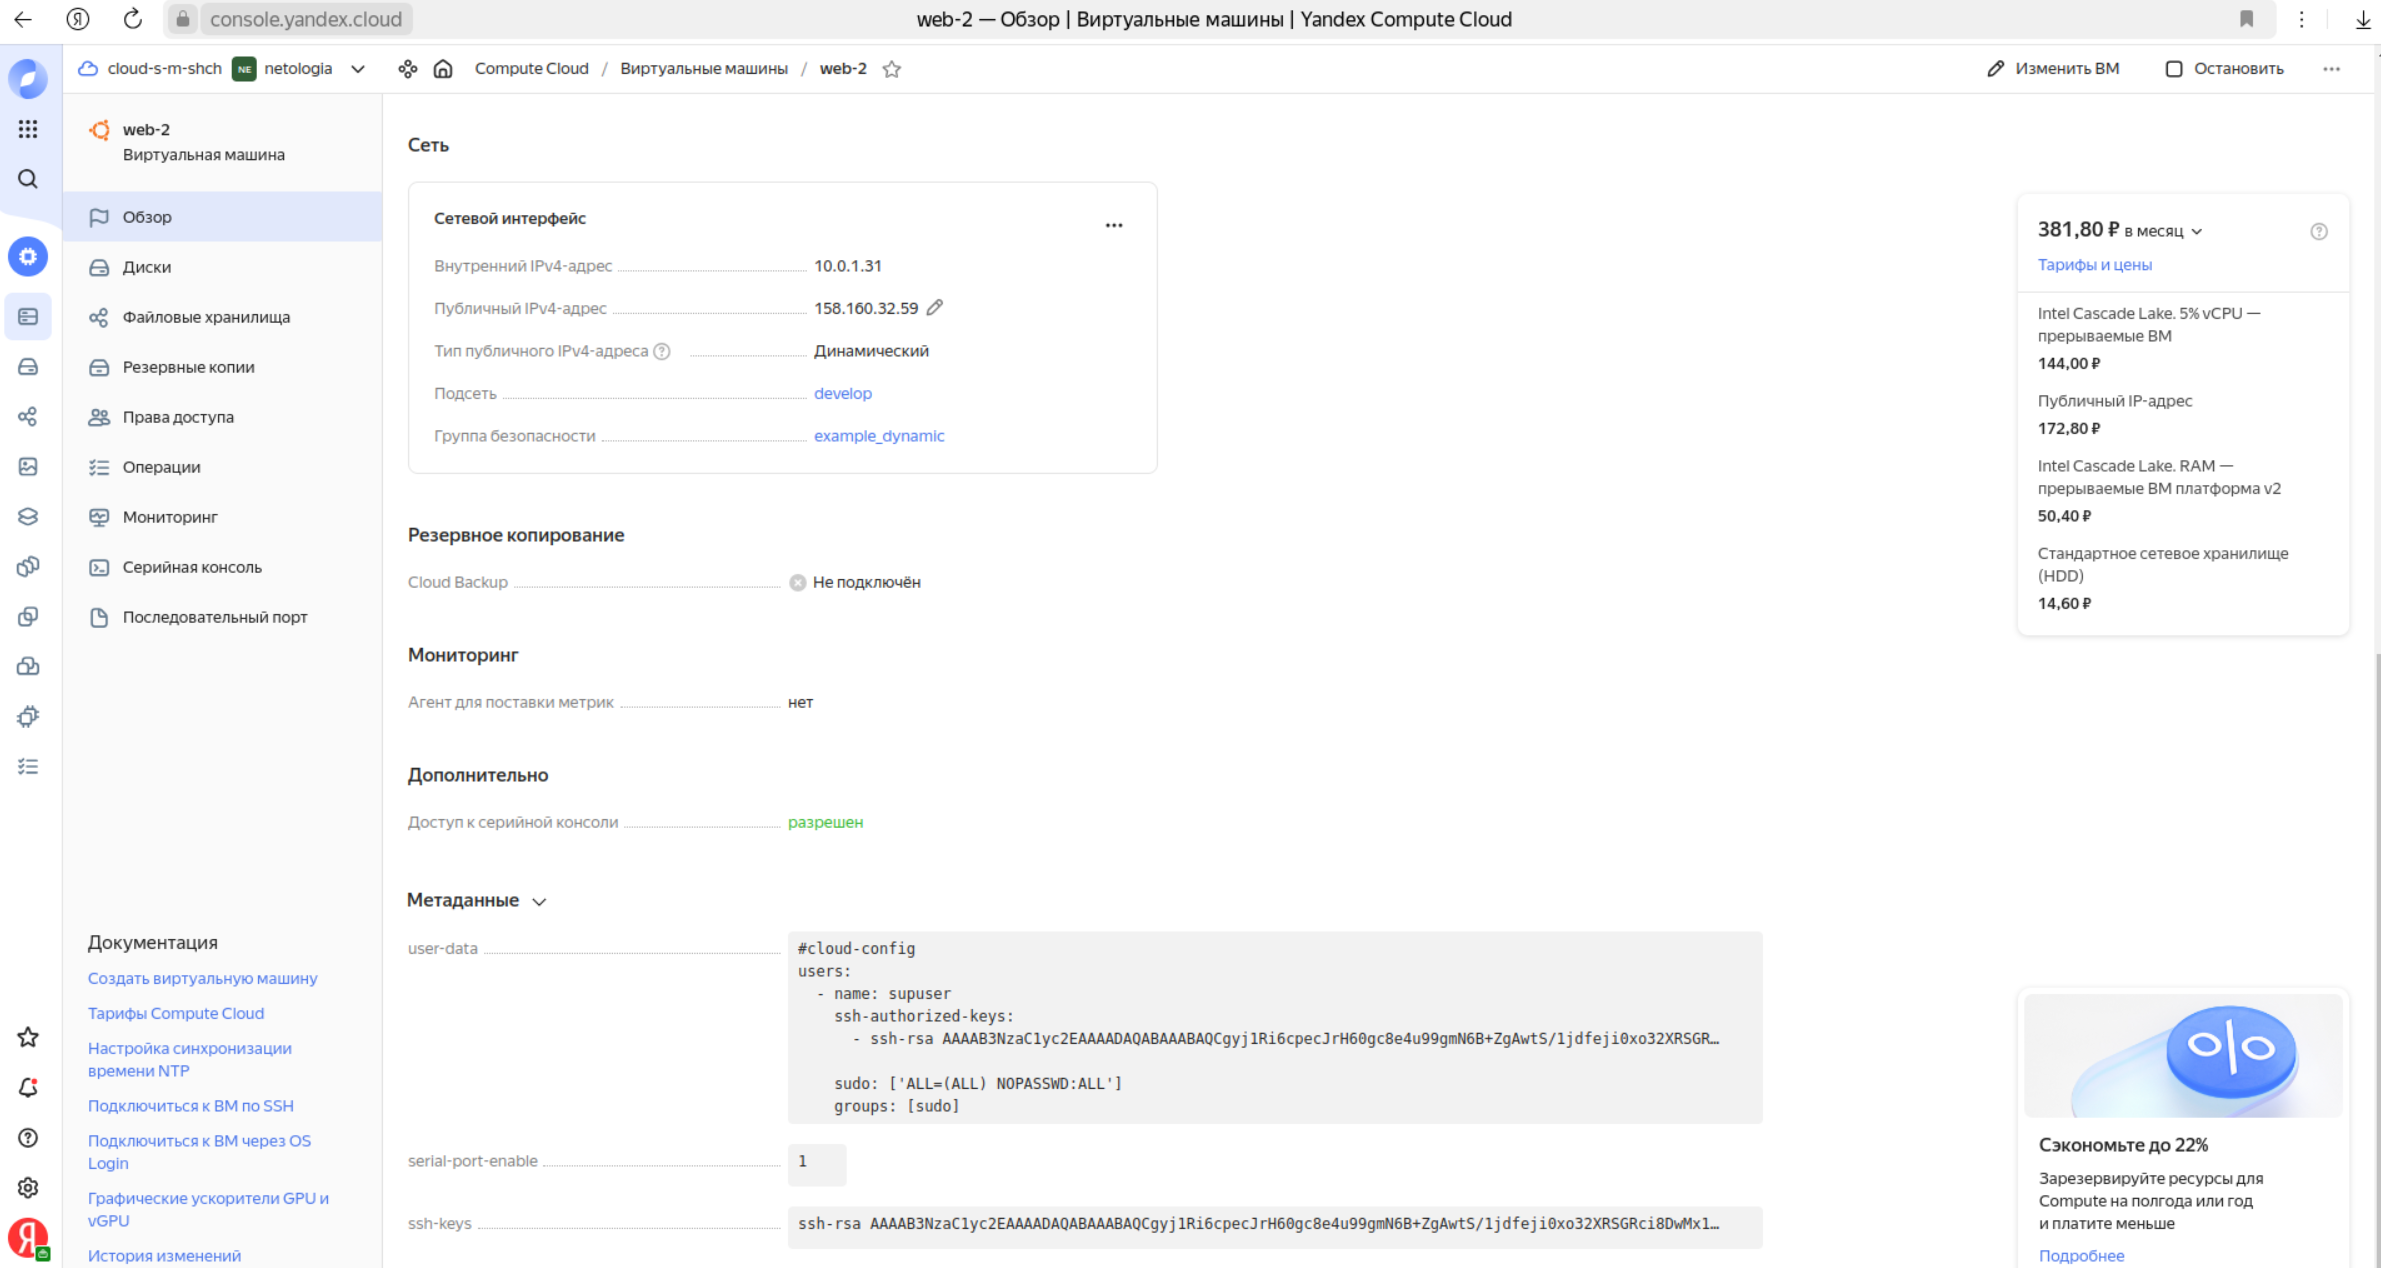 console.yandex.cloud
web-2 — Обзор | Виртуальные машины | Yandex Compute Cloud
cloud-s-m-shch NE netologia
Compute Cloud / Виртуальные машины / web-2
Изменить ВМ
Остановить
web-2
Виртуальная машина
Обзор
Диски
Файловые хранилища
Резервные копии
Права доступа
Операции
Мониторинг
Серийная консоль
Последовательный порт
Документация
Создать виртуальную машину
Тарифы Compute Cloud
Настройка синхронизации
времени NTP
Подключиться к ВМ по SSH
Подключиться к ВМ через OS
Login
Графические ускорители GPU и
vGPU
История изменений
Сеть
Сетевой интерфейс
Внутренний IPv4-адрес 10.0.1.31
Публичный IPv4-адрес 158.160.32.59
Тип публичного IPv4-адреса Динамический
Подсеть develop
Группа безопасности example_dynamic
Резервное копирование
Cloud Backup Не подключён
Мониторинг
Агент для поставки метрик нет
Дополнительно
Доступ к серийной консоли разрешен
Метаданные
user-data
#cloud-config
users:
- name: supuser
ssh-authorized-keys:
- ssh-rsa AAAAB3NzaC1yc2EAAAADAQABAAABAQCgyj1Ri6cpecJrH60gc8e4u99gmN6B+ZgAwtS/1jdfeji0xo32XRSGR…
sudo: ['ALL=(ALL) NOPASSWD:ALL']
groups: [sudo]
serial-port-enable 1
ssh-keys ssh-rsa AAAAB3NzaC1yc2EAAAADAQABAAABAQCgyj1Ri6cpecJrH60gc8e4u99gmN6B+ZgAwtS/1jdfeji0xo32XRSGRci8DwMx1…
381,80 ₽ в месяц
Тарифы и цены
Intel Cascade Lake. 5% vCPU —
прерываемые ВМ
144,00 ₽
Публичный IP-адрес
172,80 ₽
Intel Cascade Lake. RAM —
прерываемые ВМ платформа v2
50,40 ₽
Стандартное сетевое хранилище
(HDD)
14,60 ₽
Сэкономьте до 22%
Зарезервируйте ресурсы для
Compute на полгода или год
и платите меньше
Подробнее